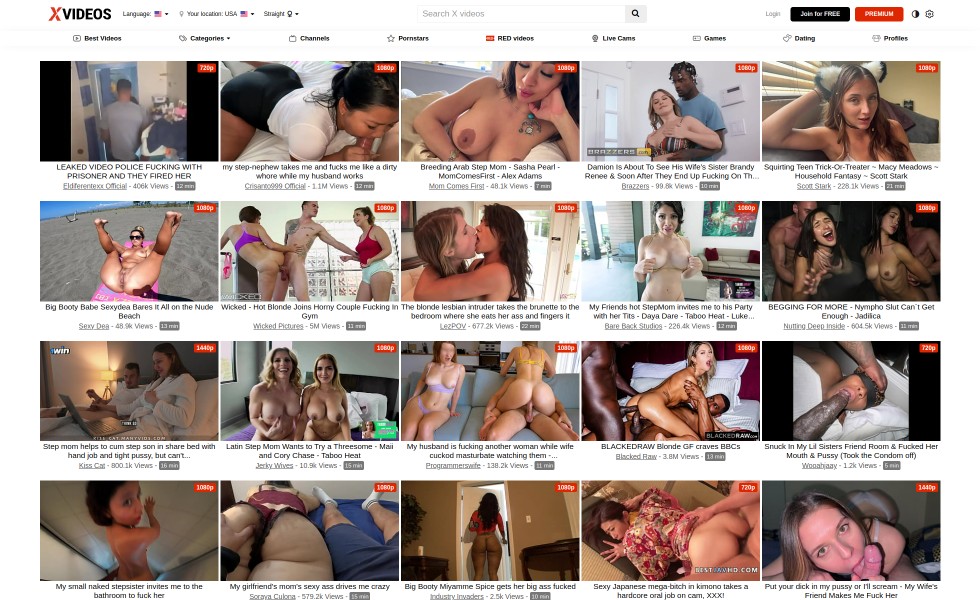 XVIDEOS
Language:
Your location: USA
Straight
Search X videos
Login
Join for FREE
PREMIUM
Best Videos
Categories
Channels
Pornstars
RED videos
Live Cams
Games
Dating
Profiles
720p
1080p
1080p
1080p
1080p
BRAZZERS
LEAKED VIDEO POLICE FUCKING WITH
PRISONER AND THEY FIRED HER
Eldiferentexx Official - 406k Views - 12 min
my step-nephew takes me and fucks me like a dirty
whore while my husband works
Crisanto999 Official - 1.1M Views - 12 min
Breeding Arab Step Mom - Sasha Pearl -
MomComesFirst - Alex Adams
Mom Comes First - 48.1k Views - 7 min
Damion Is About To See His Wife's Sister Brandy
Renee & Soon After They End Up Fucking On Th...
Brazzers - 99.8k Views - 10 min
Squirting Teen Trick-Or-Treater ~ Macy Meadows ~
Household Fantasy ~ Scott Stark
Scott Stark - 228.1k Views - 21 min
1080p
1080p
1080p
1080p
1080p
Big Booty Babe Sexydea Bares It All on the Nude
Beach
Sexy Dea - 48.9k Views - 13 min
Wicked - Hot Blonde Joins Horny Couple Fucking In
Gym
Wicked Pictures - 5M Views - 11 min
The blonde lesbian intruder takes the brunette to the
bedroom where she eats her ass and fingers it
LezPOV - 677.2k Views - 22 min
My Friends hot StepMom invites me to his Party
with her Tits - Daya Dare - Taboo Heat - Luke...
Bare Back Studios - 226.4k Views - 12 min
BEGGING FOR MORE - Nympho Slut Can`t Get
Enough - Jadilica
Nutting Deep Inside - 604.5k Views - 11 min
1win
1440p
1080p
1080p
1080p
720p
KISS-CAT.MANYVIDS.COM
BLACKEDRAW.COM
Step mom helps to cum step son in share bed with
hand job and tight pussy, but can't...
Kiss Cat - 800.1k Views - 16 min
Latin Step Mom Wants to Try a Threesome - Maii
and Cory Chase - Taboo Heat
Jerky Wives - 10.9k Views - 15 min
My husband is fucking another woman while wife
cuckod masturbate watching them -...
Programmerswife - 138.2k Views - 11 min
BLACKEDRAW Blonde GF craves BBCs
Blacked Raw - 3.8M Views - 13 min
Snuck In My Lil Sisters Friend Room & Fucked Her
Mouth & Pussy (Took the Condom off)
Wooahjaay - 1.2k Views - 5 min
1080p
1080p
1080p
720p
1440p
BESTJAVHD.COM
My small naked stepsister invites me to the
bathroom to fuck her
My girlfriend's mom's sexy ass drives me crazy
Soraya Culona - 579.2k Views - 15 min
Big Booty Miyamme Spice gets her big ass fucked
Industry Invaders - 2.5k Views - 10 min
Sexy Japanese mega-bitch in kimono takes a
hardcore oral job on cam, XXX!
Put your dick in my pussy or I'll scream - My Wife's
Friend Makes Me Fuck Her